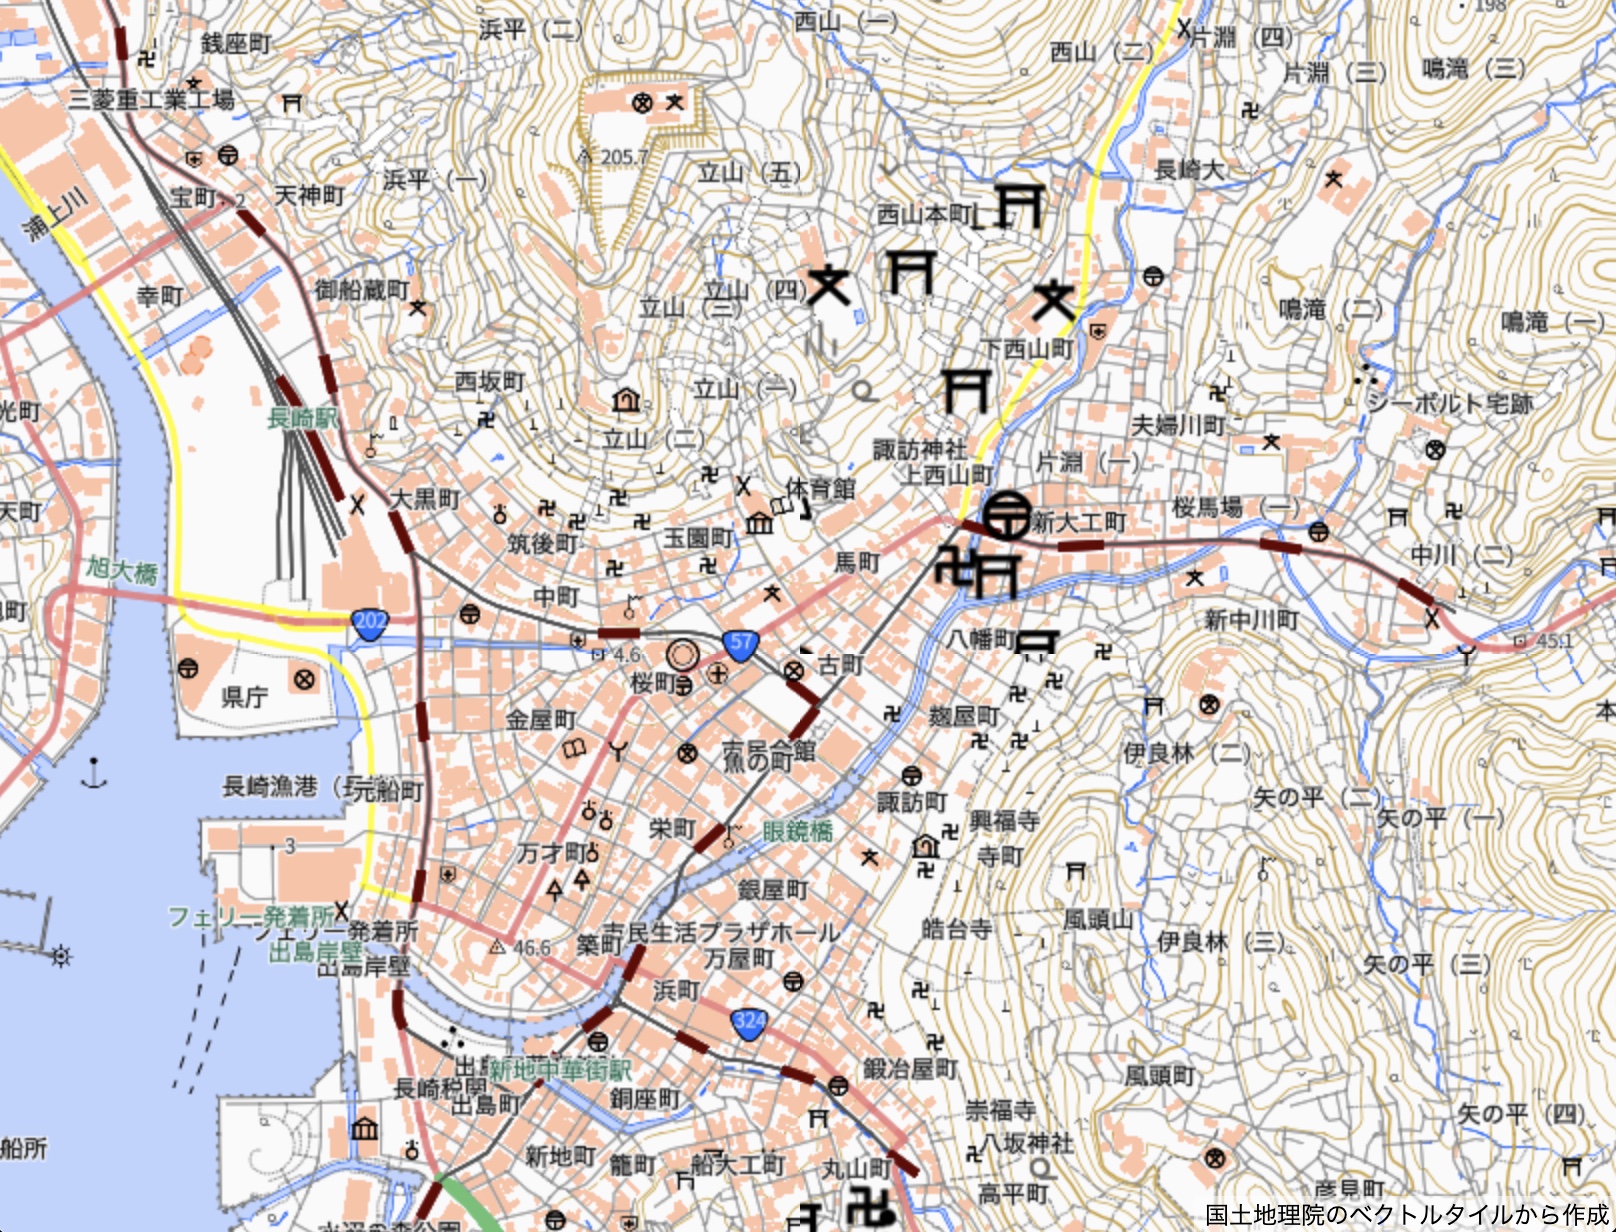 銭座町
浜平 (二)
西山 (一)
西山 (二)
片淵 (四)
198
片淵 (三)
鳴滝 (三)
三菱重工業工場
205.7
浜平 (一)
立山 (五)
長崎大
宝町
2
天神町
浦上川
西山本町
幸町
御船蔵町
立山 (三)
立山 (四)
鳴滝 (二)
鳴滝 (一)
下西山町
西坂町
立山 (一)
光町
長崎駅
シーボルト宅跡
立山 (二)
夫婦川町
諏訪神社
上西山町
片淵 (一)
体育館
大黒町
天町
新大工町
桜馬場 (一)
筑後町
玉園町
馬町
中川 (二)
旭大橋
中町
202
新中川町
57
4.6
八幡町
45.1
古町
桜町
県庁
金屋町
麹屋町
市民会館
魚の町
伊良林 (二)
長崎漁港
元船町
諏訪町
矢の平 (二)
矢の平 (一)
栄町
眼鏡橋
興福寺
3
万才町
寺町
銀屋町
フェリー発着所
出島岸壁
フェリー発着所
出島岸壁
46.6
築町
市民生活プラザホール
万屋町
皓台寺
風頭山
伊良林 (三)
矢の平 (三)
浜町
324
新地中華街駅
鍛冶屋町
風頭町
長崎税関
出島町
銅座町
崇福寺
矢の平 (四)
船所
新地町
籠町
船大工町
丸山町
八坂神社
高平町
彦見町
国土地理院のベクトルタイルから作成